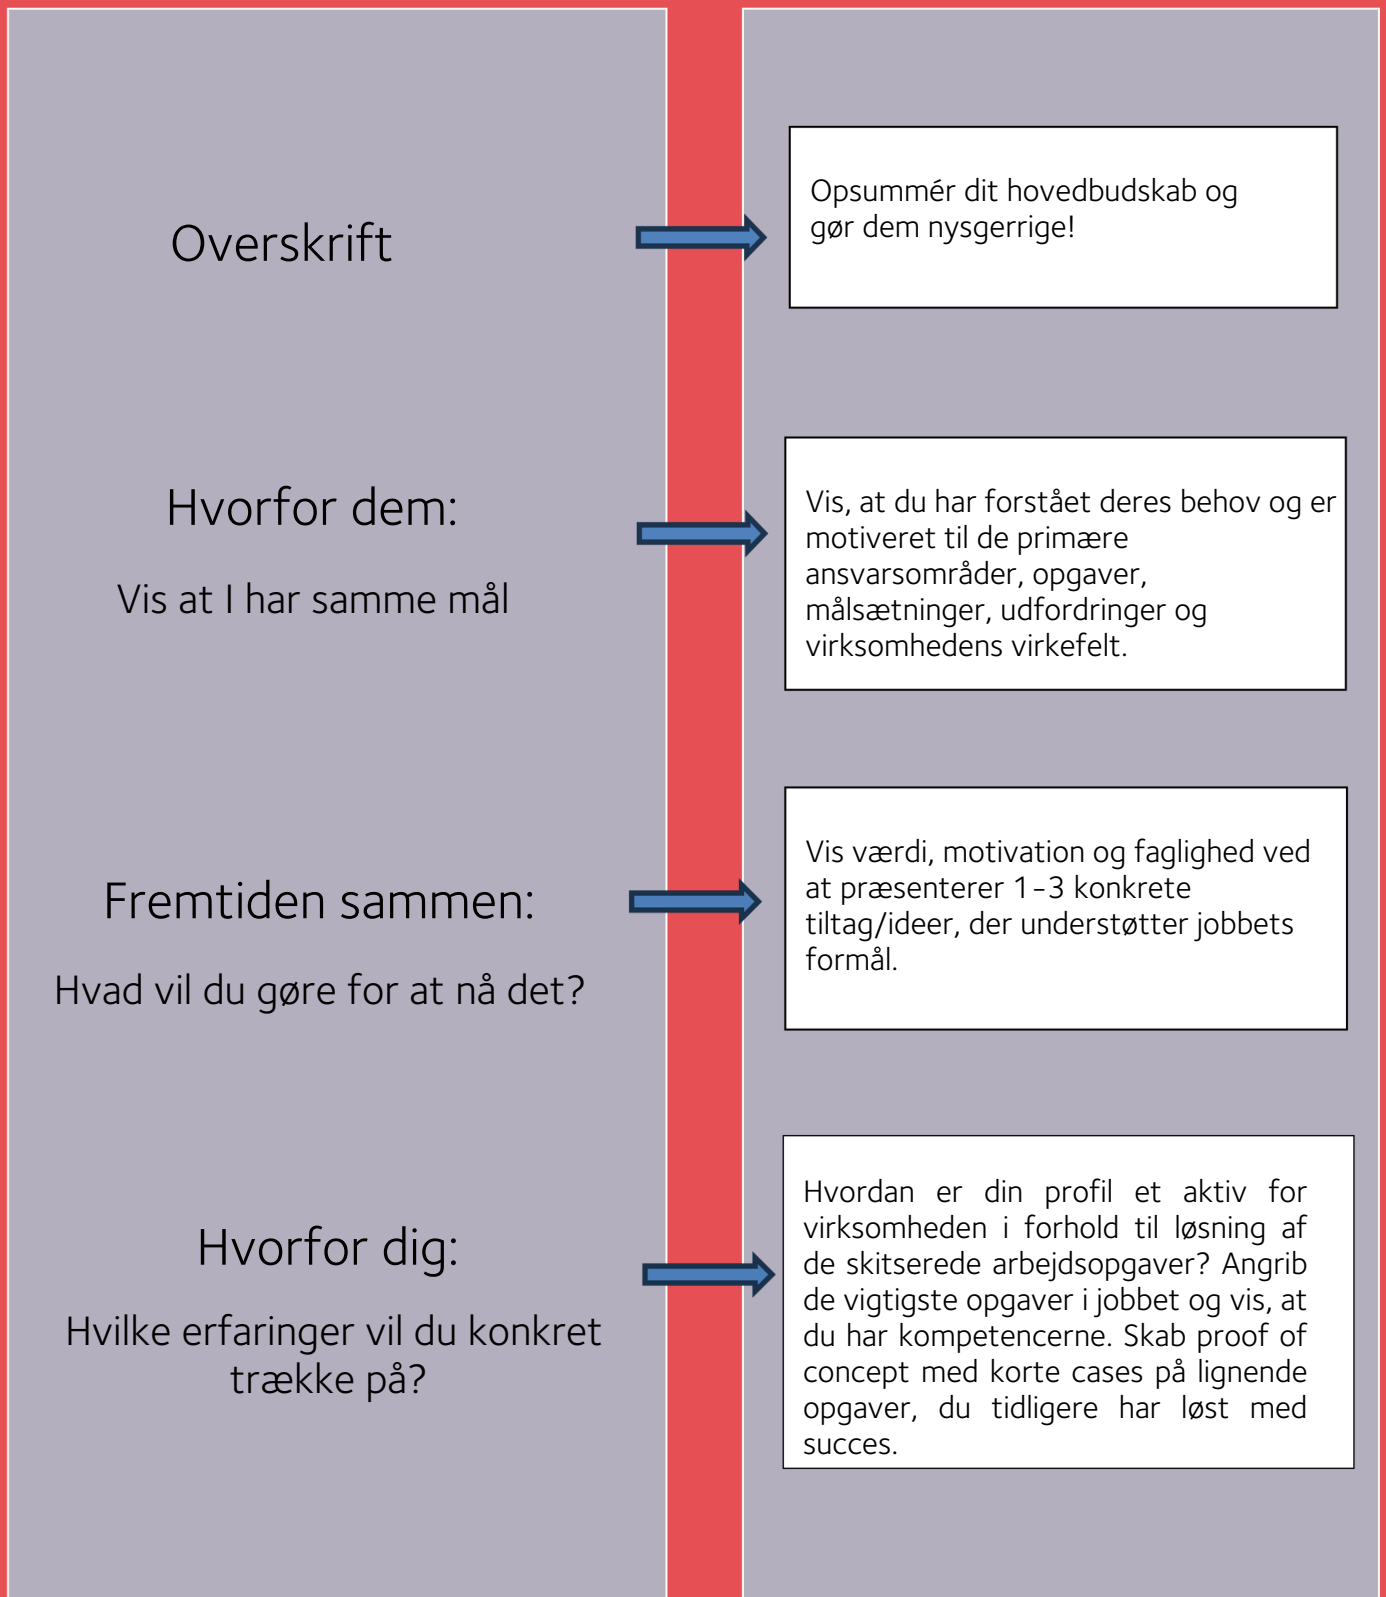 Overskrift
Opsummér dit hovedbudskab og
gør dem nysgerrige!
Hvorfor dem:
Vis at I har samme mål
Vis, at du har forstået deres behov og er
motiveret til de primære
ansvarsområder, opgaver,
målsætninger, udfordringer og
virksomhedens virkefelt.
Fremtiden sammen:
Hvad vil du gøre for at nå det?
Vis værdi, motivation og faglighed ved
at præsenterer 1-3 konkrete
tiltag/ideer, der understøtter jobbets
formål.
Hvorfor dig:
Hvilke erfaringer vil du konkret
trække på?
Hvordan er din profil et aktiv for
virksomheden i forhold til løsning af
de skitserede arbejdsopgaver? Angrib
de vigtigste opgaver i jobbet og vis, at
du har kompetencerne. Skab proof of
concept med korte cases på lignende
opgaver, du tidligere har løst med
succes.